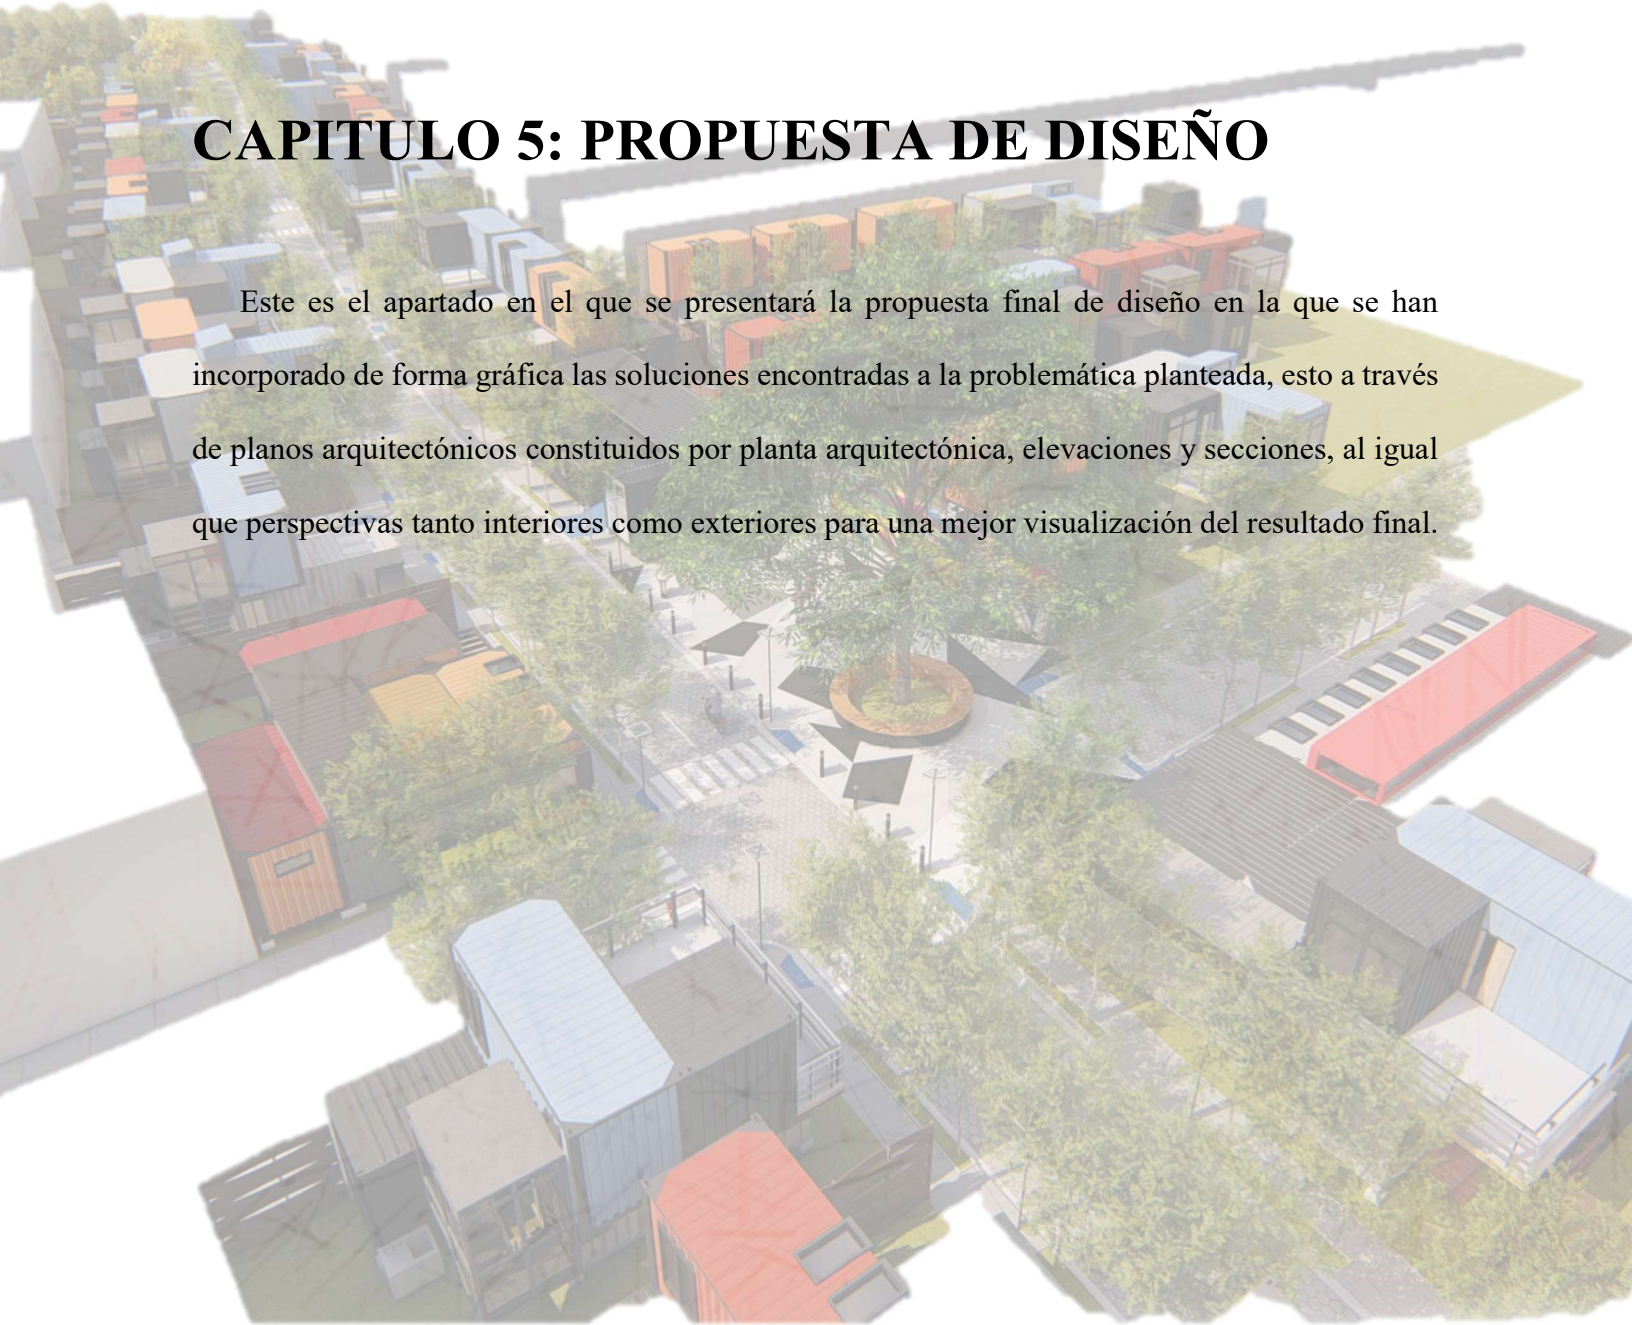 CAPITULO 5: PROPUESTA DE DISEÑO
Este es el apartado en el que se presentará la propuesta final de diseño en la que se han
incorporado de forma gráfica las soluciones encontradas a la problemática planteada, esto a través
de planos arquitectónicos constituidos por planta arquitectónica, elevaciones y secciones, al igual
que perspectivas tanto interiores como exteriores para una mejor visualización del resultado final.